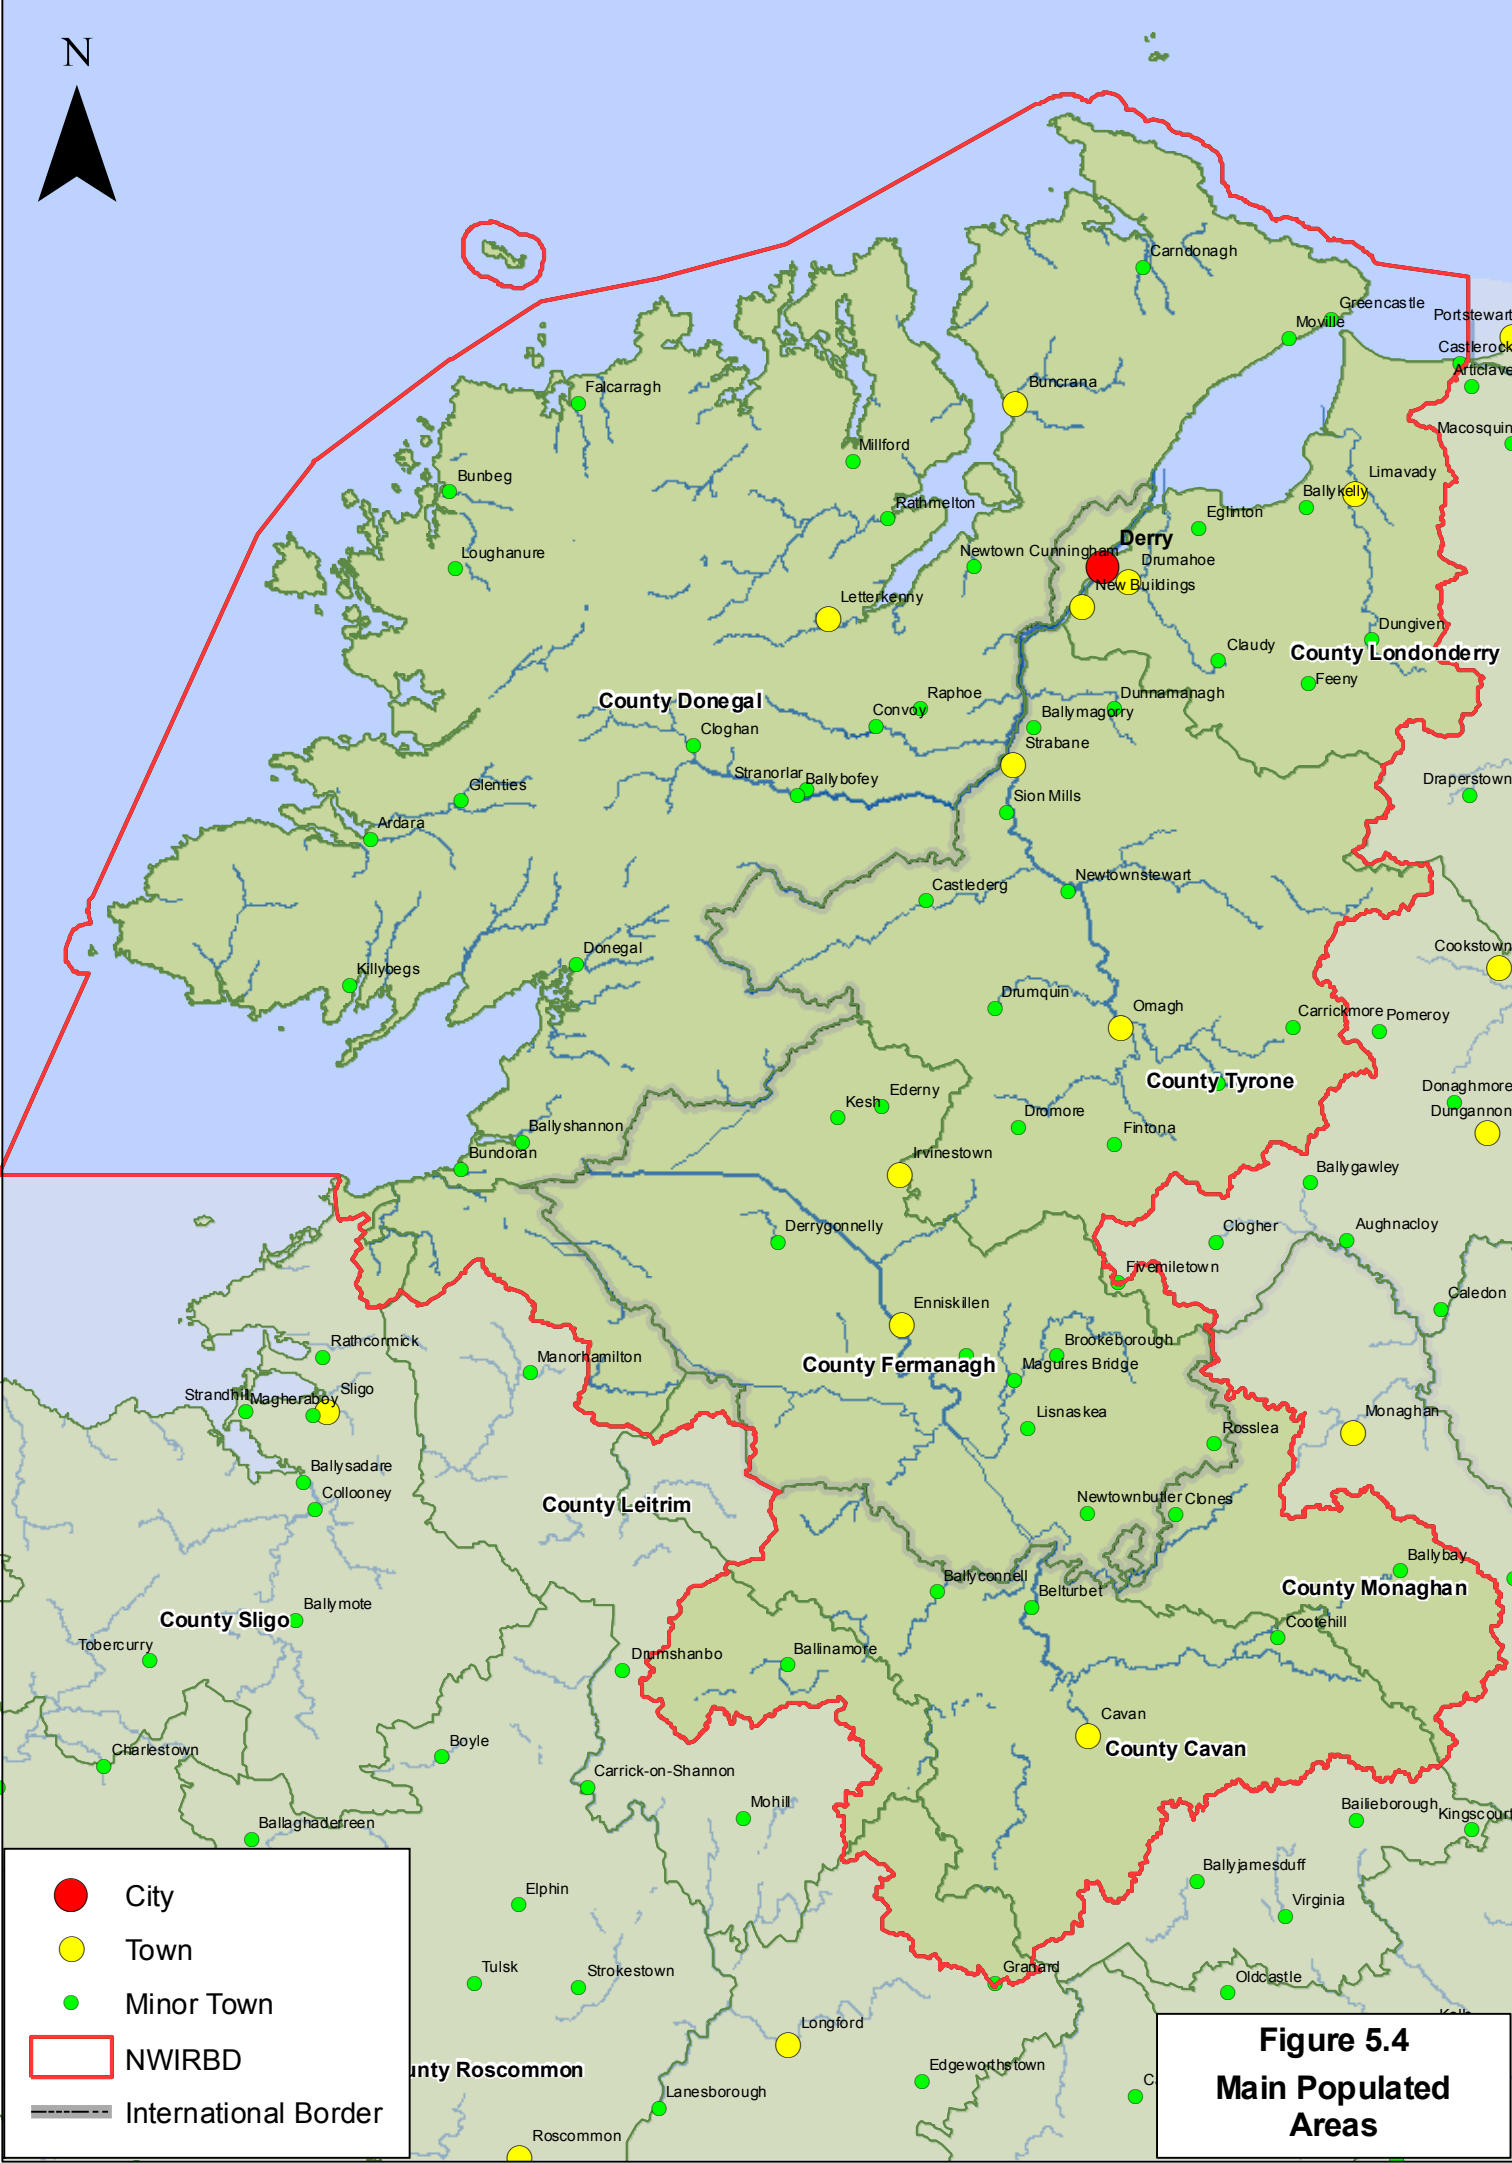 N
Carndonagh
Greencastle
Moville
Portstewart
Castlerock
Articlave
Buncrana
Falcarragh
Macosquin
Millford
Limavady
Bunbeg
Ballykelly
Rathmelton
Eglinton
Derry
Newtown Cunningham
Loughanure
Drumahoe
New Buildings
Letterkenny
Dungiven
Claudy
County Londonderry
Feeny
County Donegal
Raphoe
Dunnamanagh
Convoy
Ballymagorry
Cloghan
Strabane
Stranorlar
Ballybofey
Draperstown
Glenties
Sion Mills
Ardara
Castlederg
Newtownstewart
Donegal
Cookstown
Killybegs
Drumquin
Omagh
Carrickmore
Pomeroy
County Tyrone
Kesh
Ederny
Donaghmore
Dungannon
Dromore
Ballyshannon
Fintona
Bundoran
Irvinestown
Ballygawley
Derrygonnelly
Clogher
Aughnacloy
Fivemiletown
Caledon
Enniskillen
Rathcormick
Brookeborough
Manorhamilton
County Fermanagh
Maguires Bridge
Strandhill
Magheraboy
Sligo
Lisnaskea
Monaghan
Rosslea
Ballysadare
Collooney
County Leitrim
Newtownbutler
Clones
Ballybay
Ballyconnell
Belturbet
County Monaghan
Ballymote
County Sligo
Cootehill
Tobercurry
Drumshanbo
Ballinamore
Cavan
County Cavan
Charlestown
Boyle
Carrick-on-Shannon
Mohill
Bailieborough
Kingscourt
Ballaghaderreen
Ballyjamesduff
Elphin
Virginia
Granard
Tulsk
Strokestown
Oldcastle
Longford
Edgeworthstown
unty Roscommon
Lanesborough
Roscommon
City
Town
Minor Town
NWIRBD
International Border
Figure 5.4
Main Populated
Areas